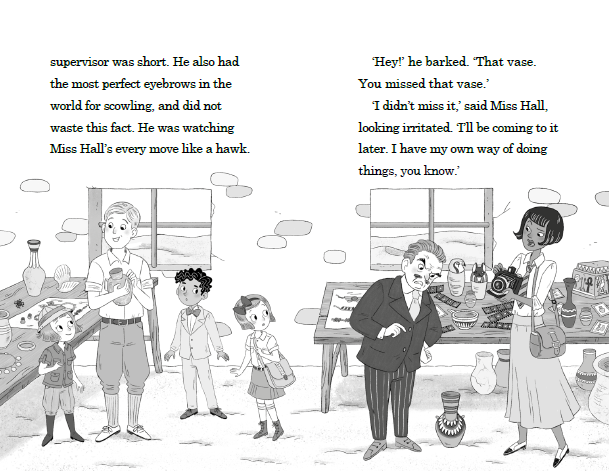 supervisor was short. He also had
the most perfect eyebrows in the
world for scowling, and did not
waste this fact. He was watching
Miss Hall’s every move like a hawk.
‘Hey!’ he barked. ‘That vase.
You missed that vase.’
‘I didn’t miss it,’ said Miss Hall,
looking irritated. ‘I’ll be coming to it
later. I have my own way of doing
things, you know.’